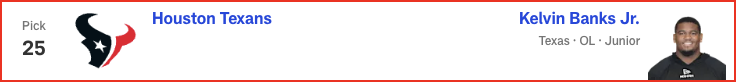 Pick
25
Houston Texans
Kelvin Banks Jr.
Texas · OL · Junior